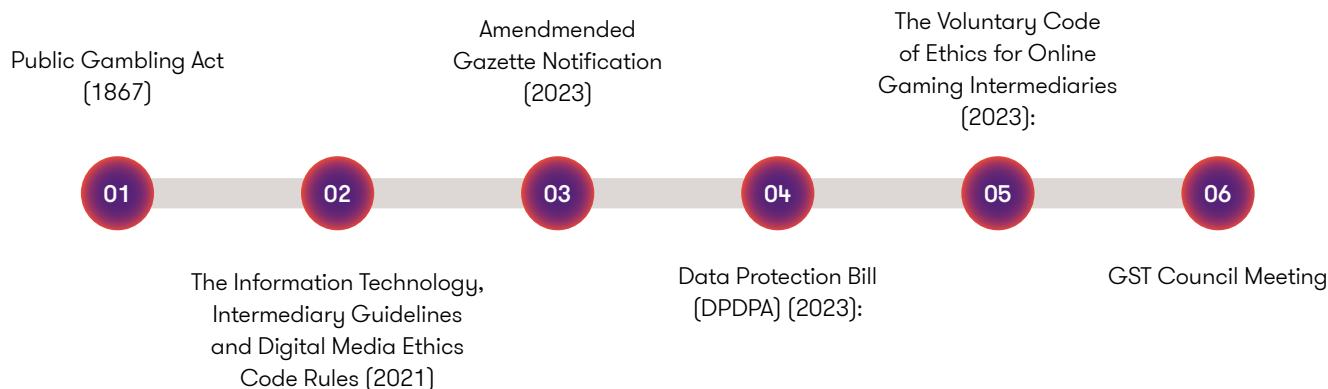 Public Gambling Act
(1867)
Amendmended
Gazette Notification
(2023)
The Voluntary Code
of Ethics for Online
Gaming Intermediaries
(2023):
01
02
03
04
05
06
The Information Technology,
Intermediary Guidelines
and Digital Media Ethics
Code Rules (2021)
Data Protection Bill
(DPDPA) (2023):
GST Council Meeting